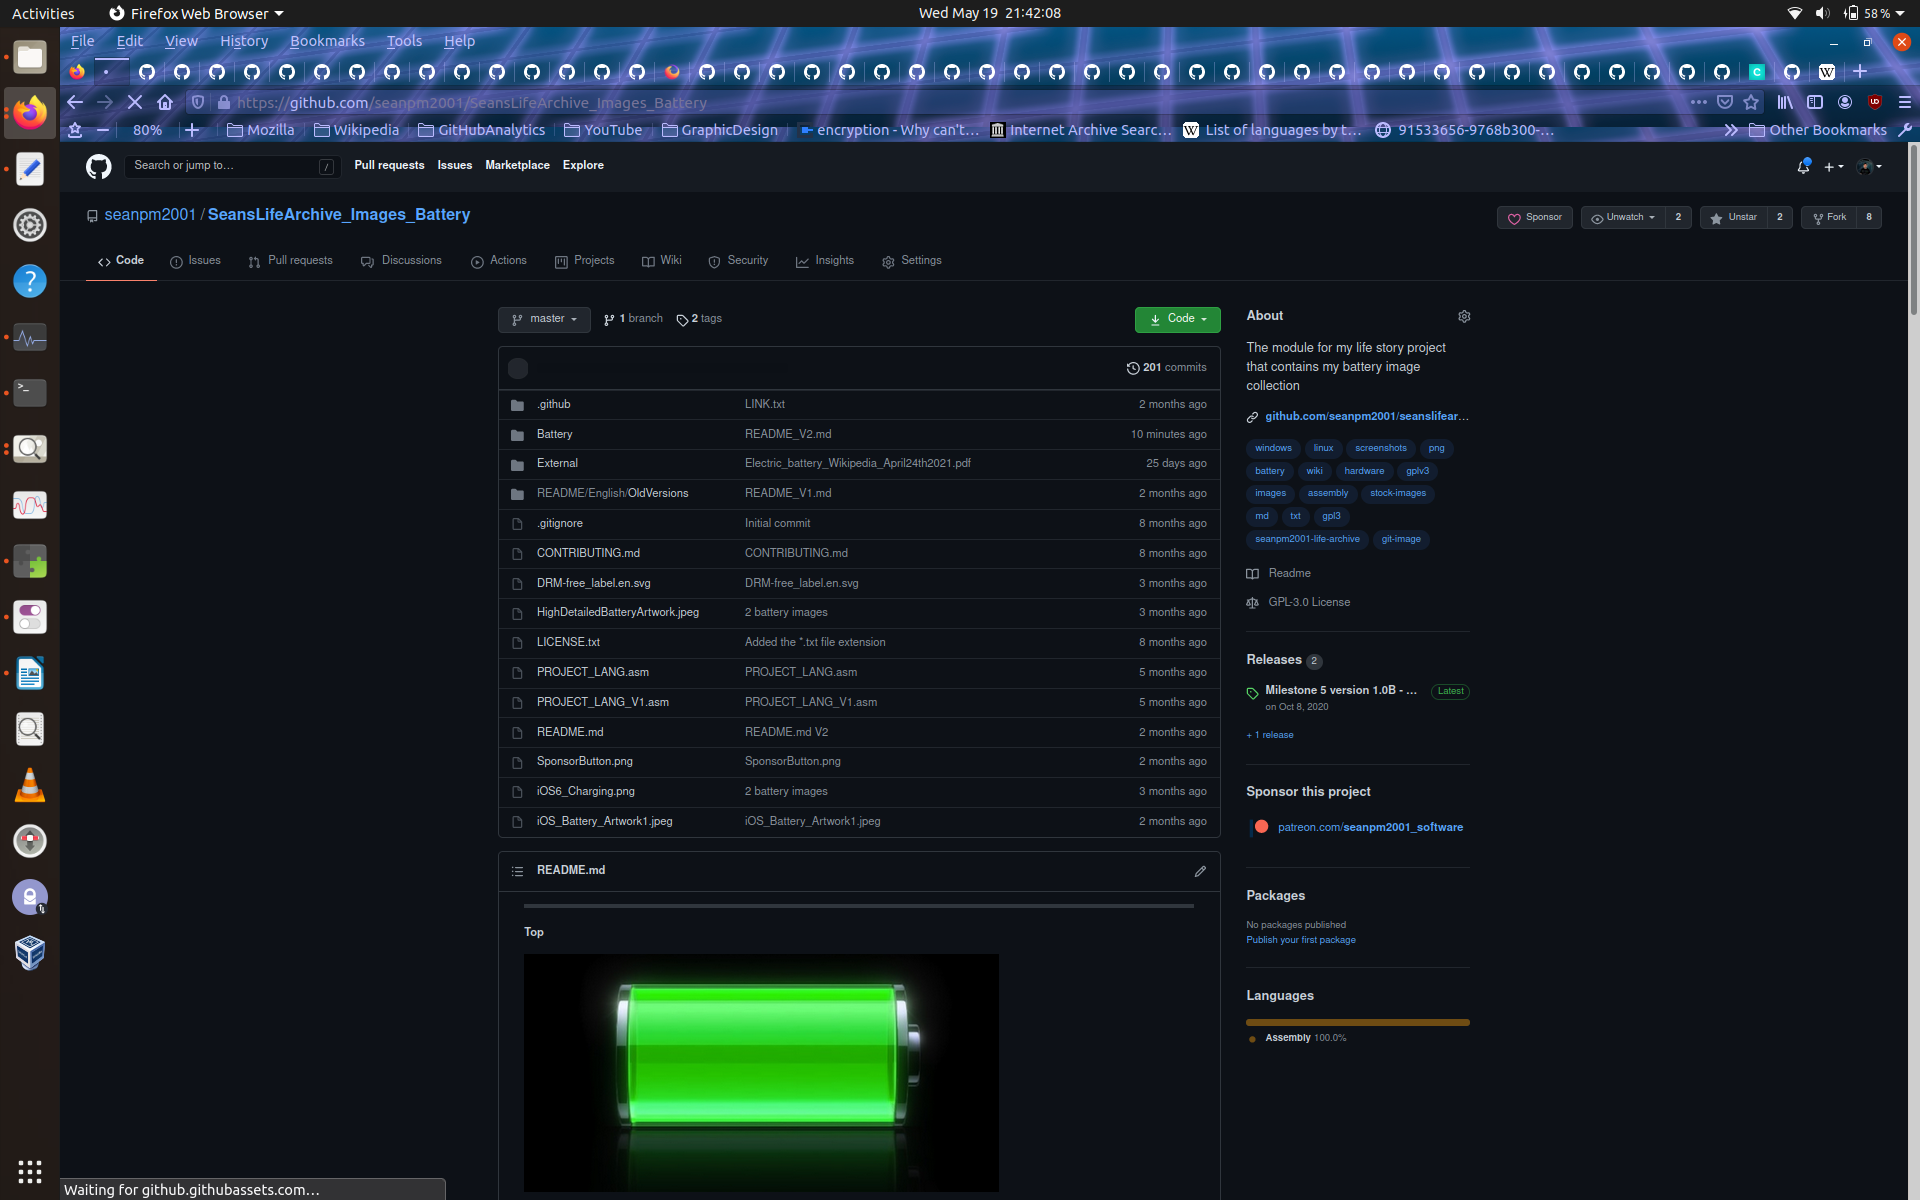 Activities Firefox Web Browser Wed May 19 21:42:08 58 %
File Edit View History Bookmarks Tools Help
https://github.com/seanpm2001/SeansLifeArchive_Images_Battery
80% Mozilla Wikipedia GitHubAnalytics YouTube GraphicDesign encryption - Why can't... Internet Archive Searc... List of languages by t... 91533656-9768b300-... Other Bookmarks
Search or jump to... / Pull requests Issues Marketplace Explore
seanpm2001 / SeansLifeArchive_Images_Battery Sponsor Unwatch 2 Unstar 2 Fork 8
Code Issues Pull requests Discussions Actions Projects Wiki Security Insights Settings
master 1 branch 2 tags Code
201 commits
.github LINK.txt 2 months ago
Battery README_V2.md 10 minutes ago
External Electric_battery_Wikipedia_April24th2021.pdf 25 days ago
README/English/OldVersions README_V1.md 2 months ago
.gitignore Initial commit 8 months ago
CONTRIBUTING.md CONTRIBUTING.md 8 months ago
DRM-free_label.en.svg DRM-free_label.en.svg 3 months ago
HighDetailedBatteryArtwork.jpeg 2 battery images 3 months ago
LICENSE.txt Added the *.txt file extension 8 months ago
PROJECT_LANG.asm PROJECT_LANG.asm 5 months ago
PROJECT_LANG_V1.asm PROJECT_LANG_V1.asm 5 months ago
README.md README.md V2 2 months ago
SponsorButton.png SponsorButton.png 2 months ago
iOS6_Charging.png 2 battery images 3 months ago
iOS_Battery_Artwork1.jpeg iOS_Battery_Artwork1.jpeg 2 months ago
README.md
Top
About
The module for my life story project
that contains my battery image
collection
github.com/seanpm2001/seanslifear...
windows linux screenshots png
battery wiki hardware gplv3
images assembly stock-images
md txt gpl3
seanpm2001-life-archive git-image
Readme
GPL-3.0 License
Releases 2
Milestone 5 version 1.0B - ... Latest
on Oct 8, 2020
+ 1 release
Sponsor this project
patreon.com/seanpm2001_software
Packages
No packages published
Publish your first package
Languages
Assembly 100.0%
Waiting for github.githubassets.com...